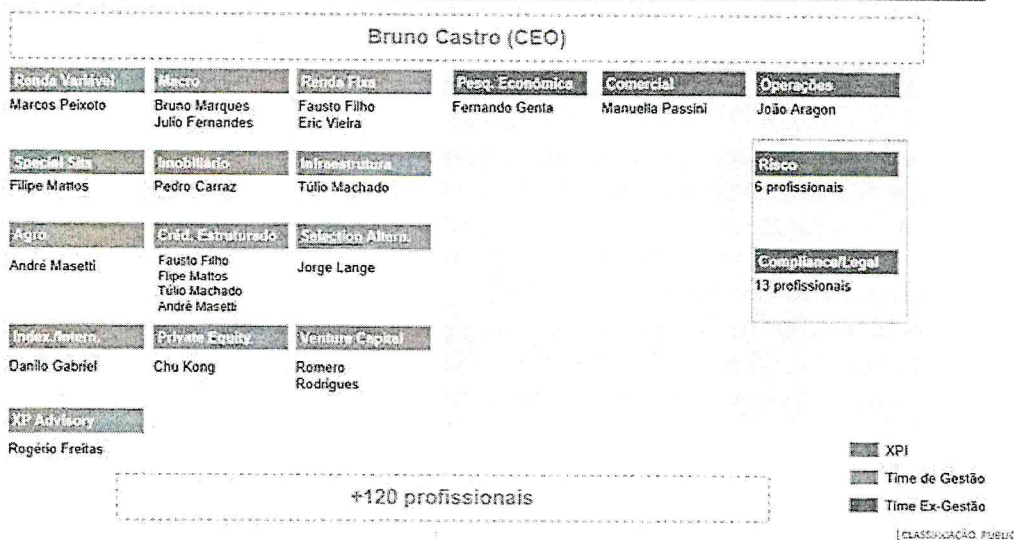 Bruno Castro (CEO)
Renda Variável
Marcos Peixoto
Macro
Bruno Marques
Julio Fernandes
Renda Fixa
Fausto Filho
Eric Vieira
Pesq. Econômica
Fernando Genta
Comercial
Manuella Passini
Operações
João Aragon
Special Sits
Filipe Mattos
Imobiliário
Pedro Carraz
Infraestrutura
Túlio Machado
Risco
6 profissionais
Agro
André Masetti
Créd. Estruturado
Fausto Filho
Flipe Mattos
Túlio Machado
André Masetti
Selection Altern.
Jorge Lange
Compliance/Legal
13 profissionais
Index./Intern.
Danilo Gabriel
Private Equity
Chu Kong
Venture Capital
Romero
Rodrigues
XP Advisory
Rogério Freitas
XPI
Time de Gestão
Time Ex-Gestão
+120 profissionais
[ CLASSIFICAÇÃO: PUBLIC